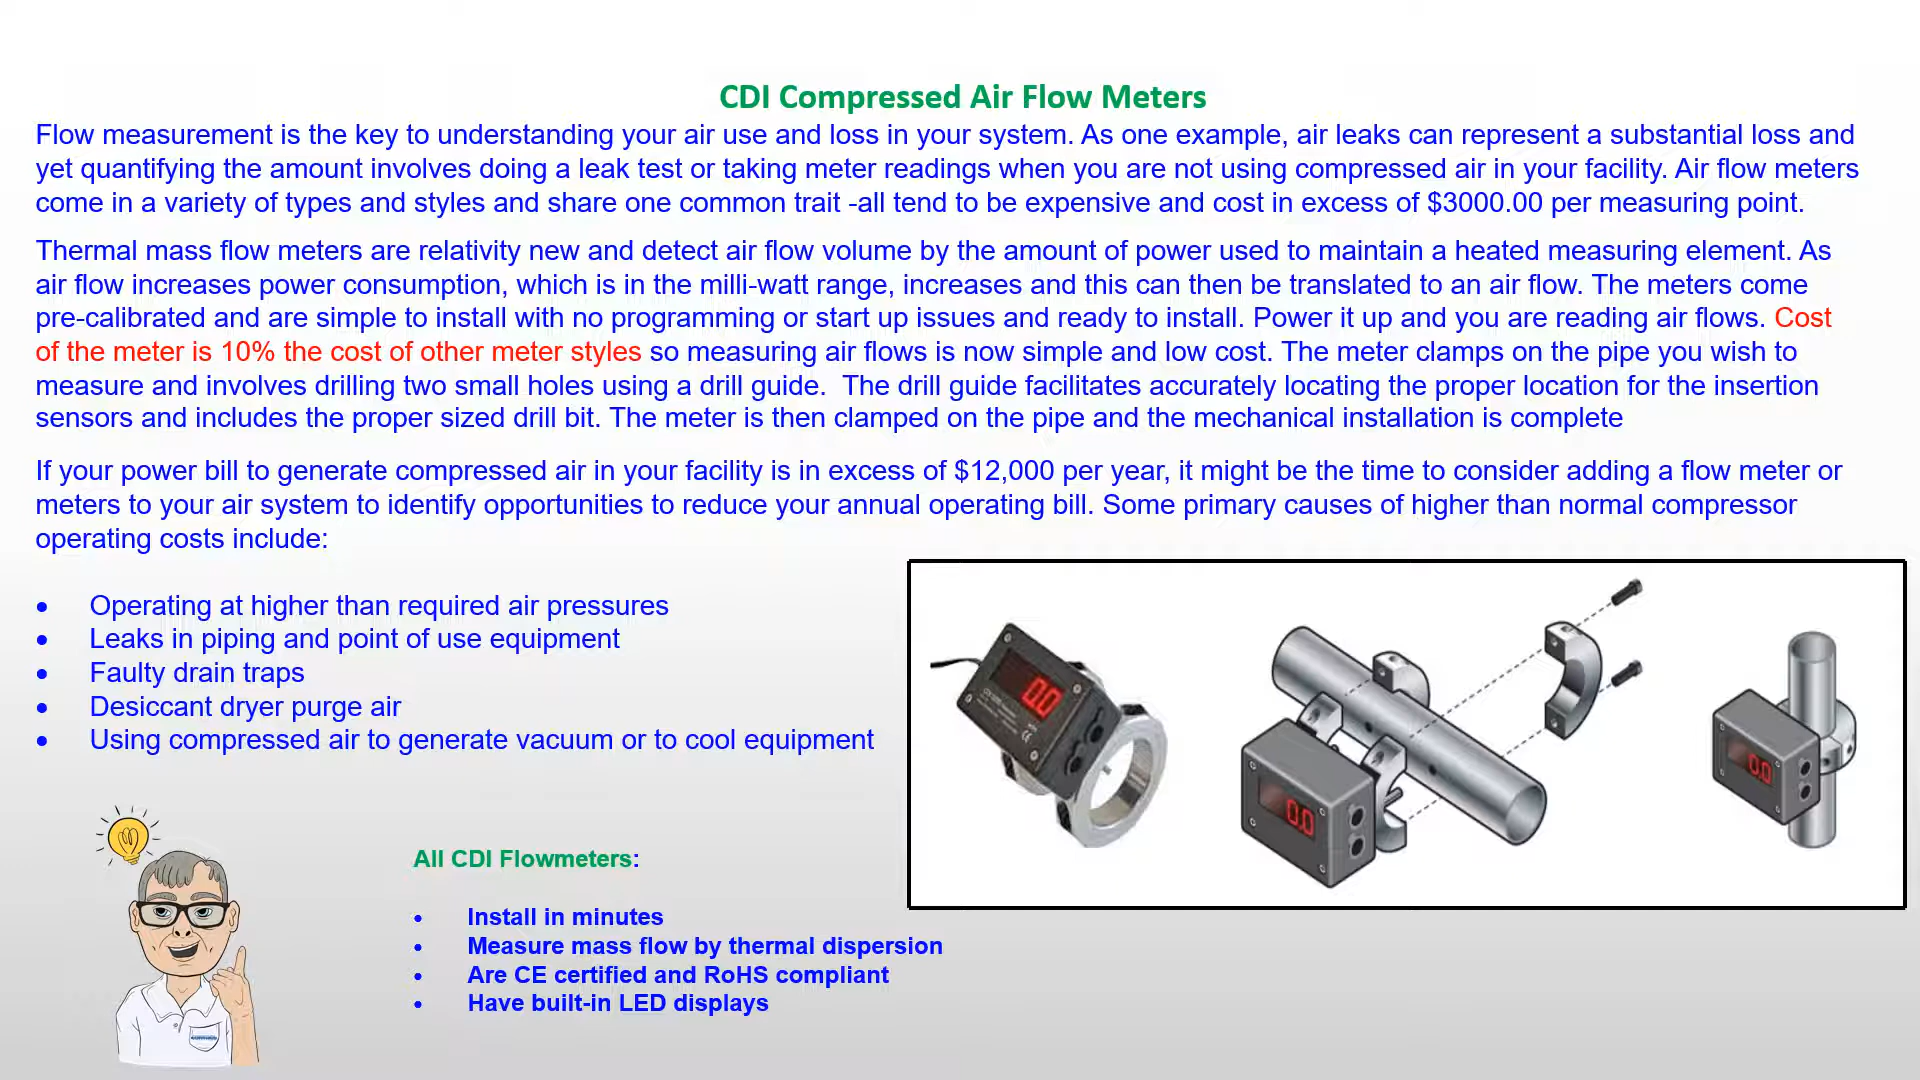 CDI Compressed Air Flow Meters
Flow measurement is the key to understanding your air use and loss in your system. As one example, air leaks can represent a substantial loss and
yet quantifying the amount involves doing a leak test or taking meter readings when you are not using compressed air in your facility. Air flow meters
come in a variety of types and styles and share one common trait -all tend to be expensive and cost in excess of $3000.00 per measuring point.
Thermal mass flow meters are relativity new and detect air flow volume by the amount of power used to maintain a heated measuring element. As
air flow increases power consumption, which is in the milli-watt range, increases and this can then be translated to an air flow. The meters come
pre-calibrated and are simple to install with no programming or start up issues and ready to install. Power it up and you are reading air flows. Cost
of the meter is 10% the cost of other meter styles so measuring air flows is now simple and low cost. The meter clamps on the pipe you wish to
measure and involves drilling two small holes using a drill guide.  The drill guide facilitates accurately locating the proper location for the insertion
sensors and includes the proper sized drill bit. The meter is then clamped on the pipe and the mechanical installation is complete
If your power bill to generate compressed air in your facility is in excess of $12,000 per year, it might be the time to consider adding a flow meter or
meters to your air system to identify opportunities to reduce your annual operating bill. Some primary causes of higher than normal compressor
operating costs include:
• Operating at higher than required air pressures
• Leaks in piping and point of use equipment
• Faulty drain traps
• Desiccant dryer purge air
• Using compressed air to generate vacuum or to cool equipment
0.0
0.0
0.0
All CDI Flowmeters:
• Install in minutes
• Measure mass flow by thermal dispersion
• Are CE certified and RoHS compliant
• Have built-in LED displays